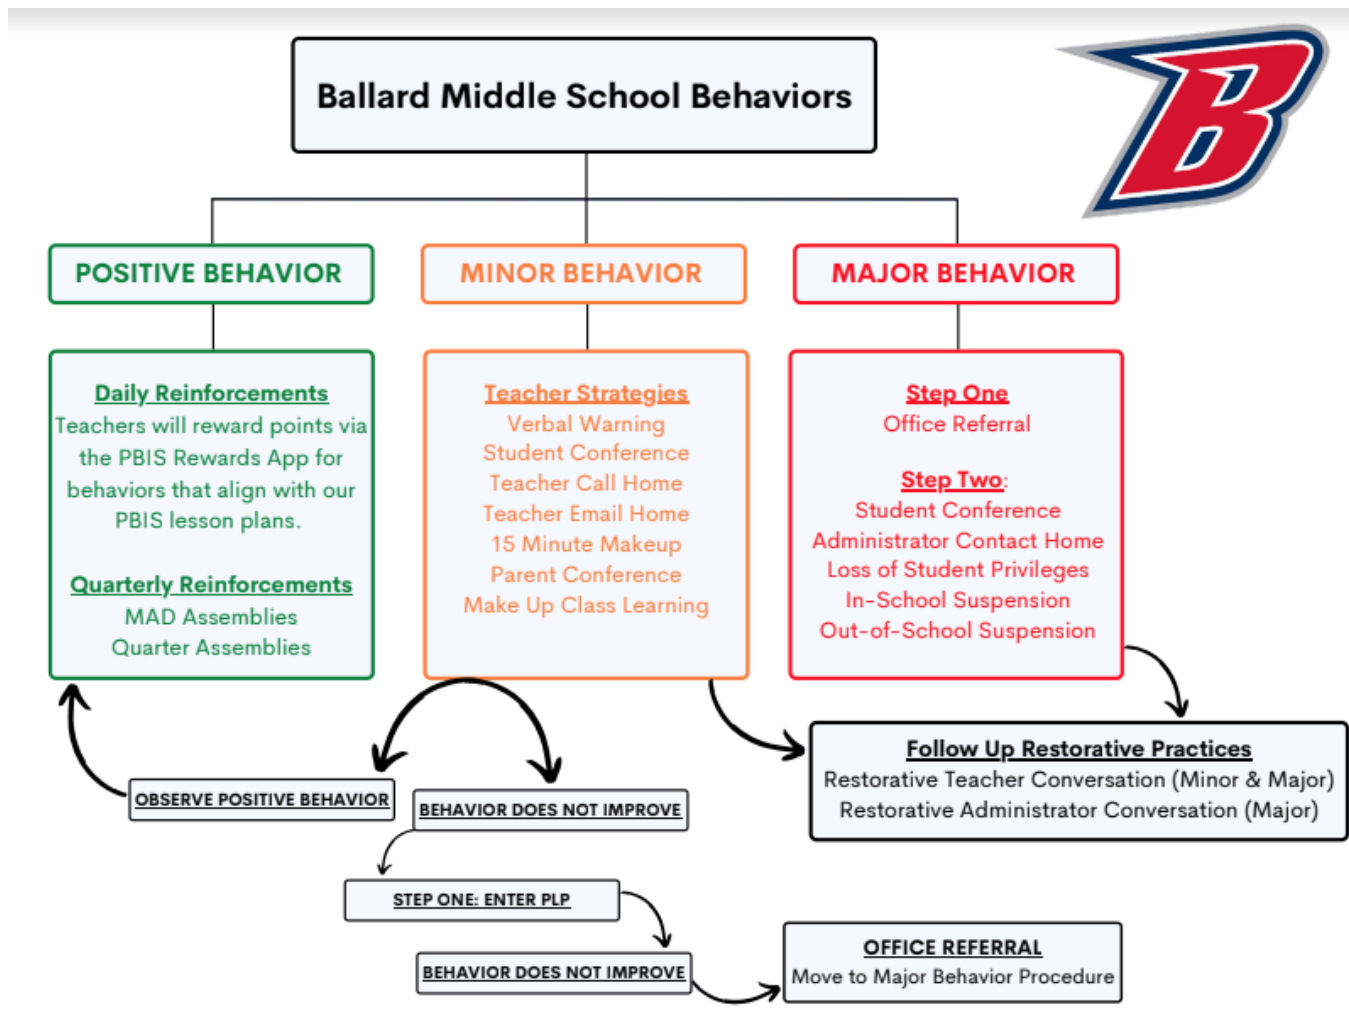 Ballard Middle School Behaviors
B
POSITIVE BEHAVIOR
Daily Reinforcements
Teachers will reward points via
the PBIS Rewards App for
behaviors that align with our
PBIS lesson plans.
Quarterly Reinforcements
MAD Assemblies
Quarter Assemblies
MINOR BEHAVIOR
Teacher Strategies
Verbal Warning
Student Conference
Teacher Call Home
Teacher Email Home
15 Minute Makeup
Parent Conference
Make Up Class Learning
MAJOR BEHAVIOR
Step One
Office Referral
Step Two:
Student Conference
Administrator Contact Home
Loss of Student Privileges
In-School Suspension
Out-of-School Suspension
OBSERVE POSITIVE BEHAVIOR
BEHAVIOR DOES NOT IMPROVE
STEP ONE: ENTER PLP
BEHAVIOR DOES NOT IMPROVE
Follow Up Restorative Practices
Restorative Teacher Conversation (Minor & Major)
Restorative Administrator Conversation (Major)
OFFICE REFERRAL
Move to Major Behavior Procedure